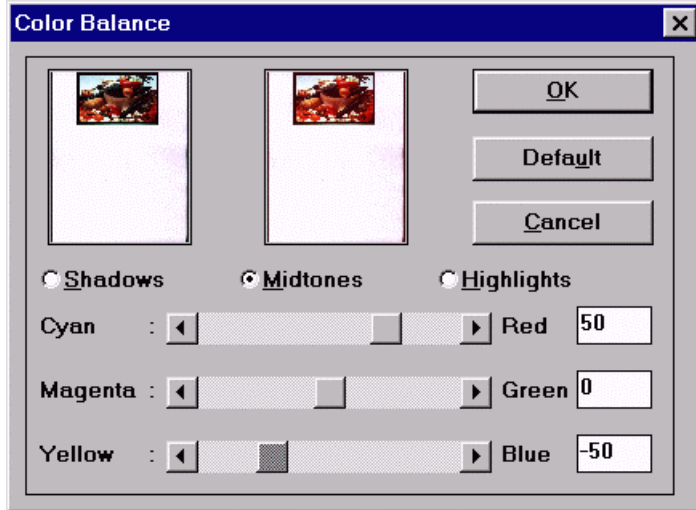 Color Balance
OK
Default
Cancel
Shadows Midtones Highlights
Cyan : Red 50
Magenta : Green 0
Yellow : Blue -50